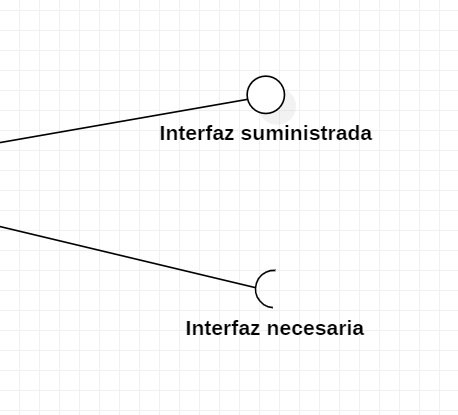 Interfaz suministrada
Interfaz necesaria